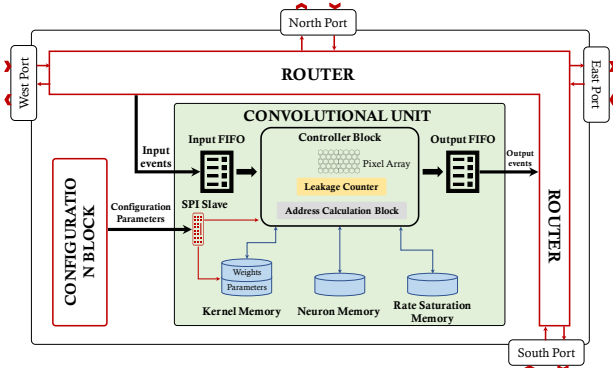 North Port
West Port
ROUTER
East Port
CONVOLUTIONAL UNIT
Input
events
Input FIFO
Controller Block
Pixel Array
Leakage Counter
Address Calculation Block
Output FIFO
Output
events
ROUTER
CONFIGURATIO
N BLOCK
Configuration
Parameters
SPI Slave
Weights
Parameters
Kernel Memory
Neuron Memory
Rate Saturation
Memory
South Port